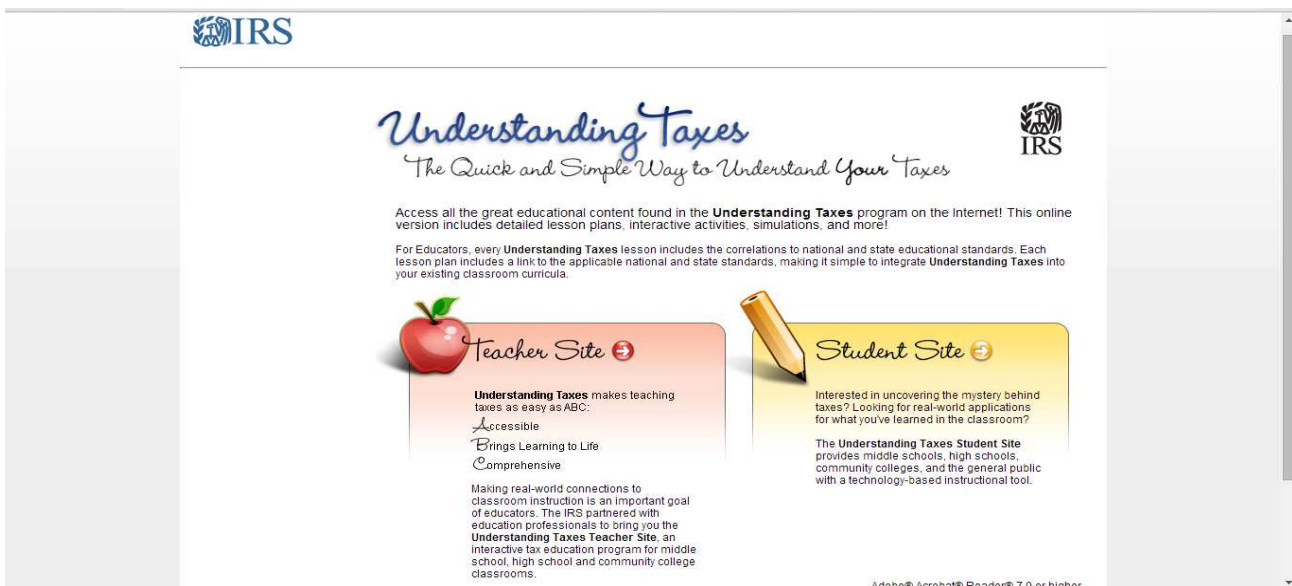 IRS
Understanding Taxes
IRS
The Quick and Simple Way to Understand Your Taxes
Access all the great educational content found in the Understanding Taxes program on the Internet! This online
version includes detailed lesson plans, interactive activities, simulations, and more!
For Educators, every Understanding Taxes lesson includes the correlations to national and state educational standards. Each
lesson plan includes a link to the applicable national and state standards, making it simple to integrate Understanding Taxes into
your existing classroom curricula.
Teacher Site
Understanding Taxes makes teaching
taxes as easy as ABC:
Accessible
Brings Learning to Life
Comprehensive
Making real-world connections to
classroom instruction is an important goal
of educators. The IRS partnered with
education professionals to bring you the
Understanding Taxes Teacher Site, an
interactive tax education program for middle
school, high school and community college
classrooms.
Student Site
Interested in uncovering the mystery behind
taxes? Looking for real-world applications
for what you've learned in the classroom?
The Understanding Taxes Student Site
provides middle schools, high schools,
community colleges, and the general public
with a technology-based instructional tool.
Adobe® Acrobat® Reader® 7.0 or higher